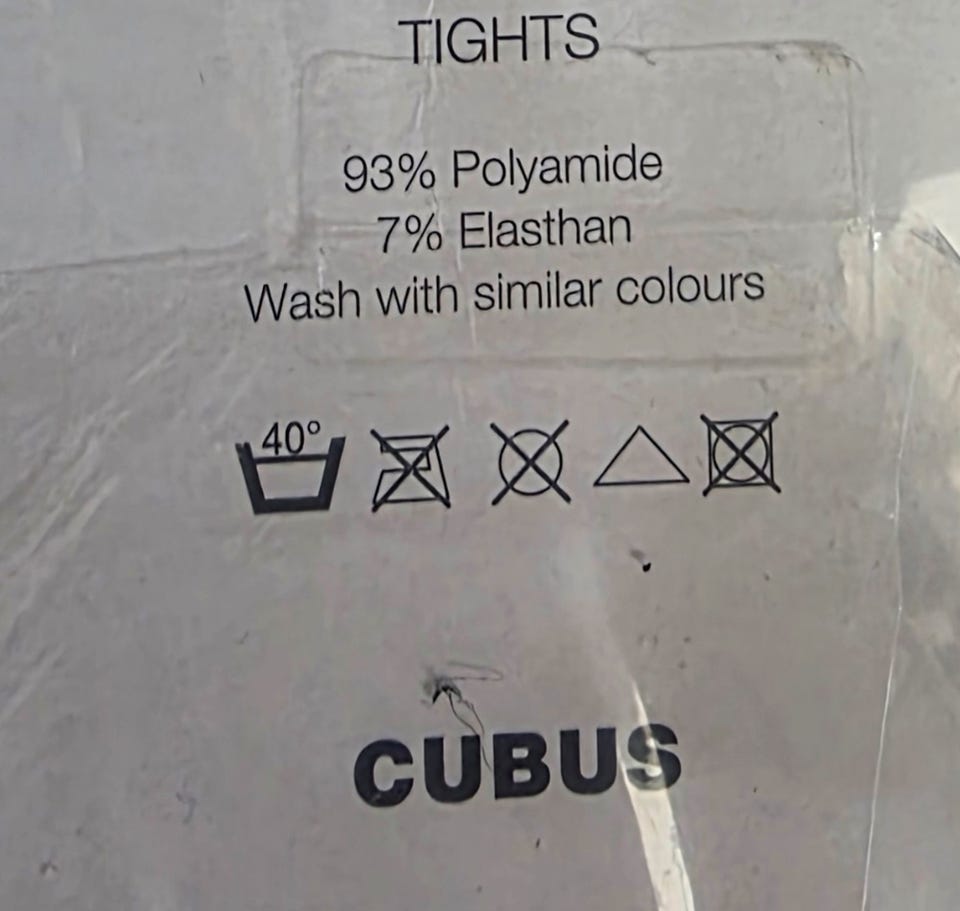 TIGHTS
93% Polyamide
7% Elasthan
Wash with similar colours
40°
CUBUS